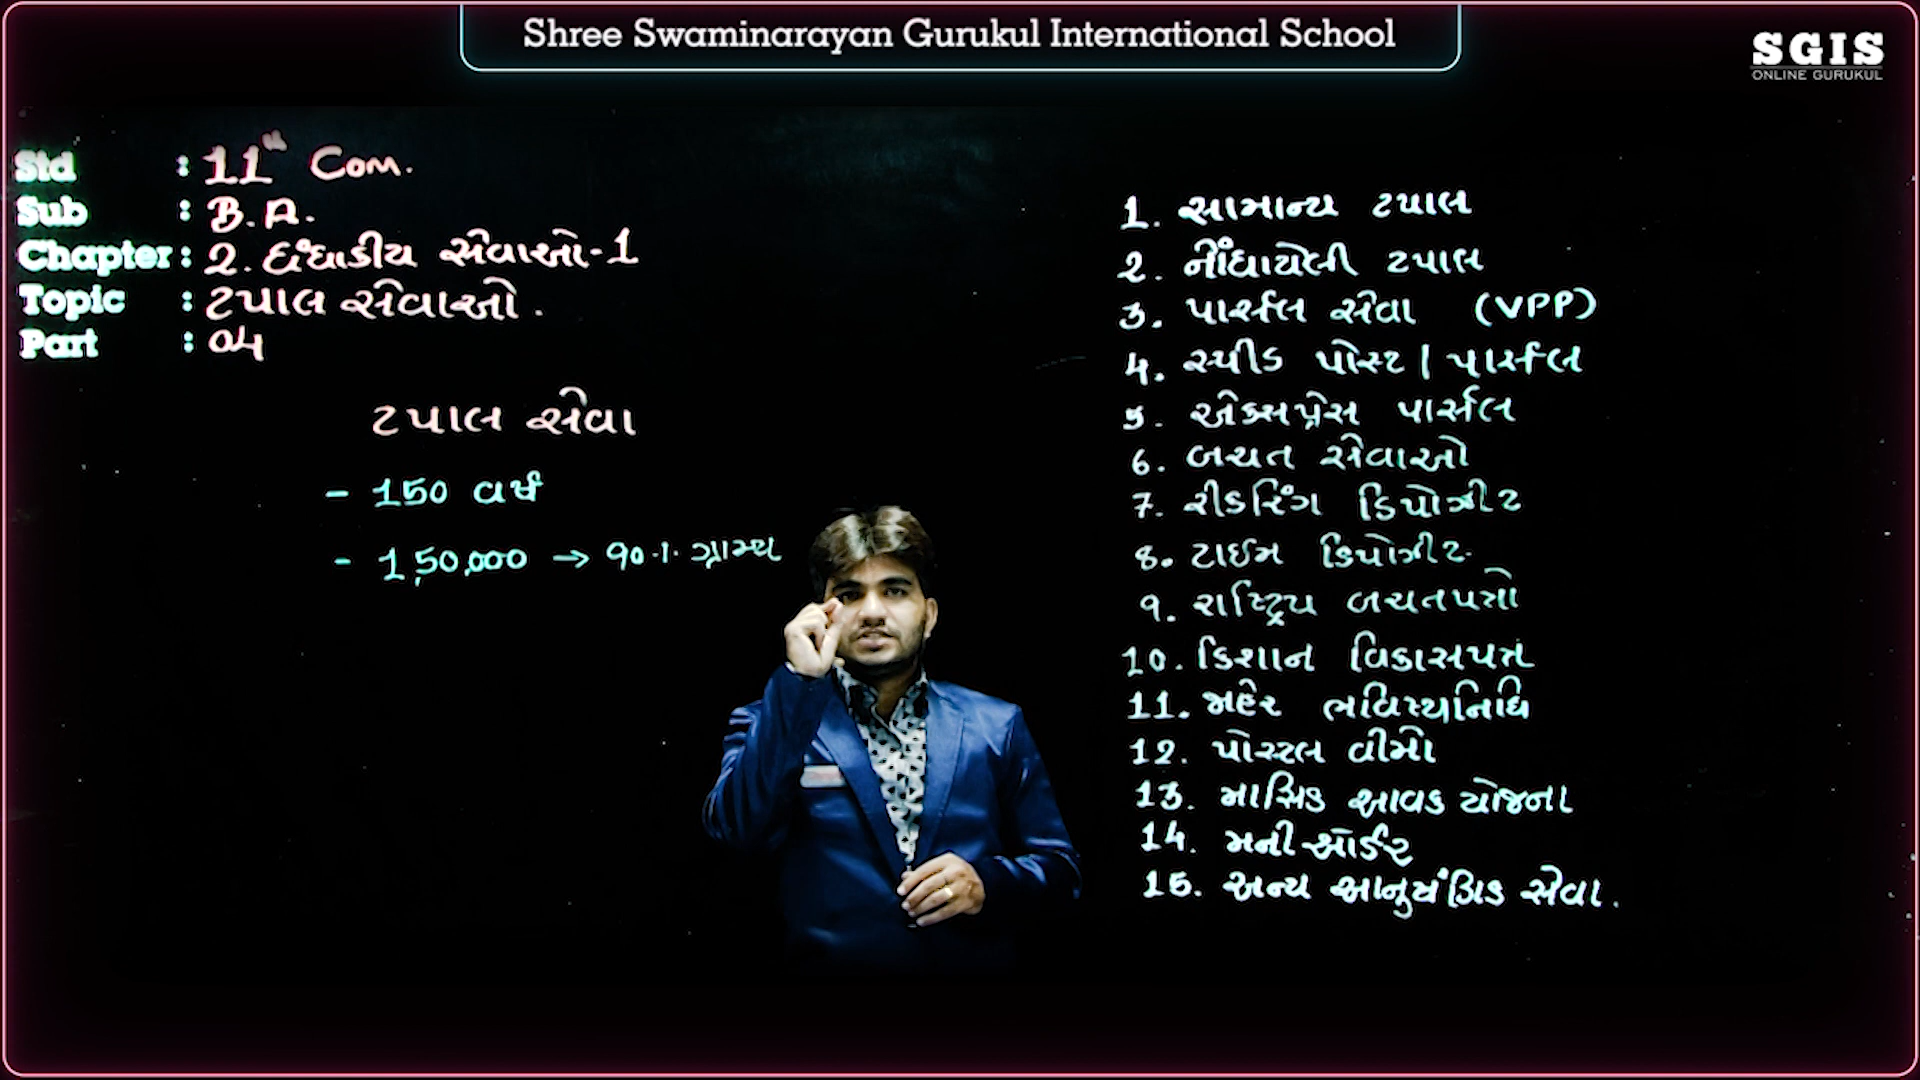 Shree Swaminarayan Gurukul International School
SGIS
ONLINE GURUKUL
Std : 11th Com.
Sub : B.A.
Chapter : 2. ધંધાકીય સેવાઓ-1
Topic : ટપાલ સેવાઓ.
Part : 04
ટપાલ સેવા
- 150 વર્ષ
- 1,50,000 → 90.1. ગ્રામ્ય
1. સામાન્ય ટપાલ
2. નોંધાયેલી ટપાલ
3. પાર્સલ સેવા (VPP)
4. સ્પીડ પોસ્ટ | પાર્સલ
5. એક્સપ્રેસ પાર્સલ
6. બચત સેવાઓ
7. રીકરિંગ ડિપોઝીટ
8. ટાઈમ ડિપોઝીટ
9. રાષ્ટ્રિય બચતપત્રો
10. કિશાન વિકાસપત્ર
11. જાહેર ભવિષ્યનિધિ
12. પોસ્ટલ વીમો
13. માસિક આવક યોજના
14. મનીઑર્ડર
15. અન્ય આનુષંગિક સેવા.